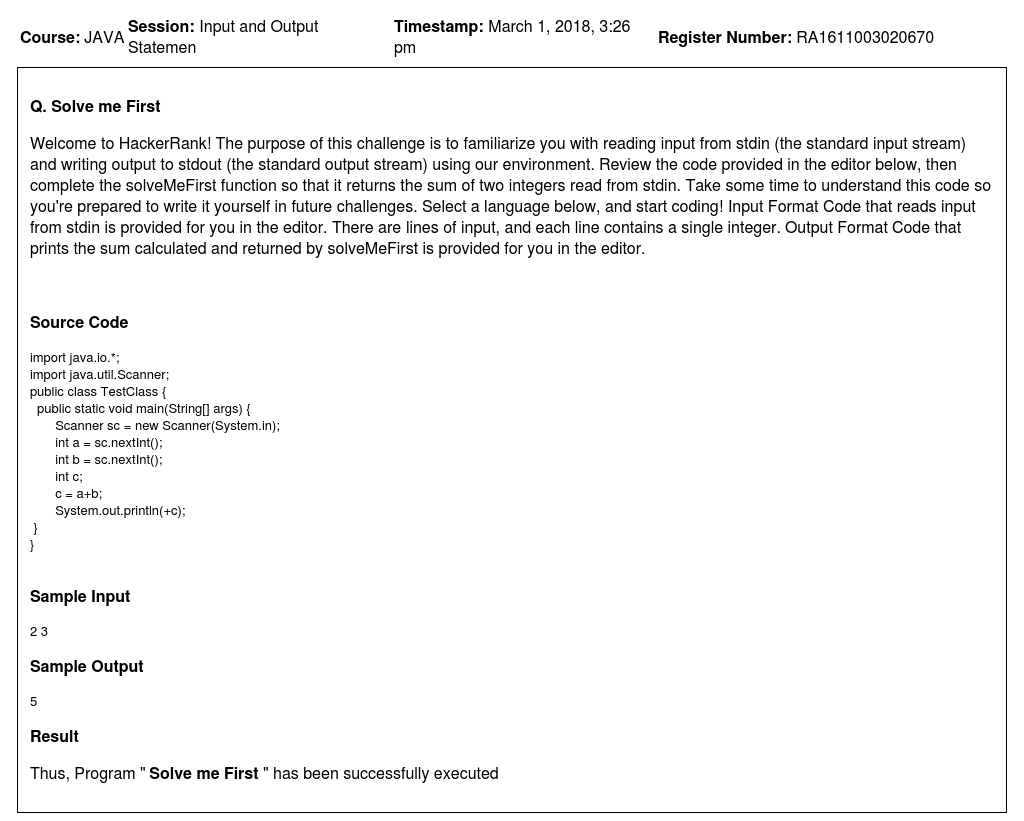 Course: JAVA Session: Input and Output Statemen Timestamp: March 1, 2018, 3:26 pm Register Number: RA1611003020670
Q. Solve me First
Welcome to HackerRank! The purpose of this challenge is to familiarize you with reading input from stdin (the standard input stream)
and writing output to stdout (the standard output stream) using our environment. Review the code provided in the editor below, then
complete the solveMeFirst function so that it returns the sum of two integers read from stdin. Take some time to understand this code so
you're prepared to write it yourself in future challenges. Select a language below, and start coding! Input Format Code that reads input
from stdin is provided for you in the editor. There are lines of input, and each line contains a single integer. Output Format Code that
prints the sum calculated and returned by solveMeFirst is provided for you in the editor.
Source Code
import java.io.*;
import java.util.Scanner;
public class TestClass {
  public static void main(String[] args) {
       Scanner sc = new Scanner(System.in);
       int a = sc.nextInt();
       int b = sc.nextInt();
       int c;
       c = a+b;
       System.out.println(+c);
 }
}
Sample Input
2 3
Sample Output
5
Result
Thus, Program " Solve me First " has been successfully executed